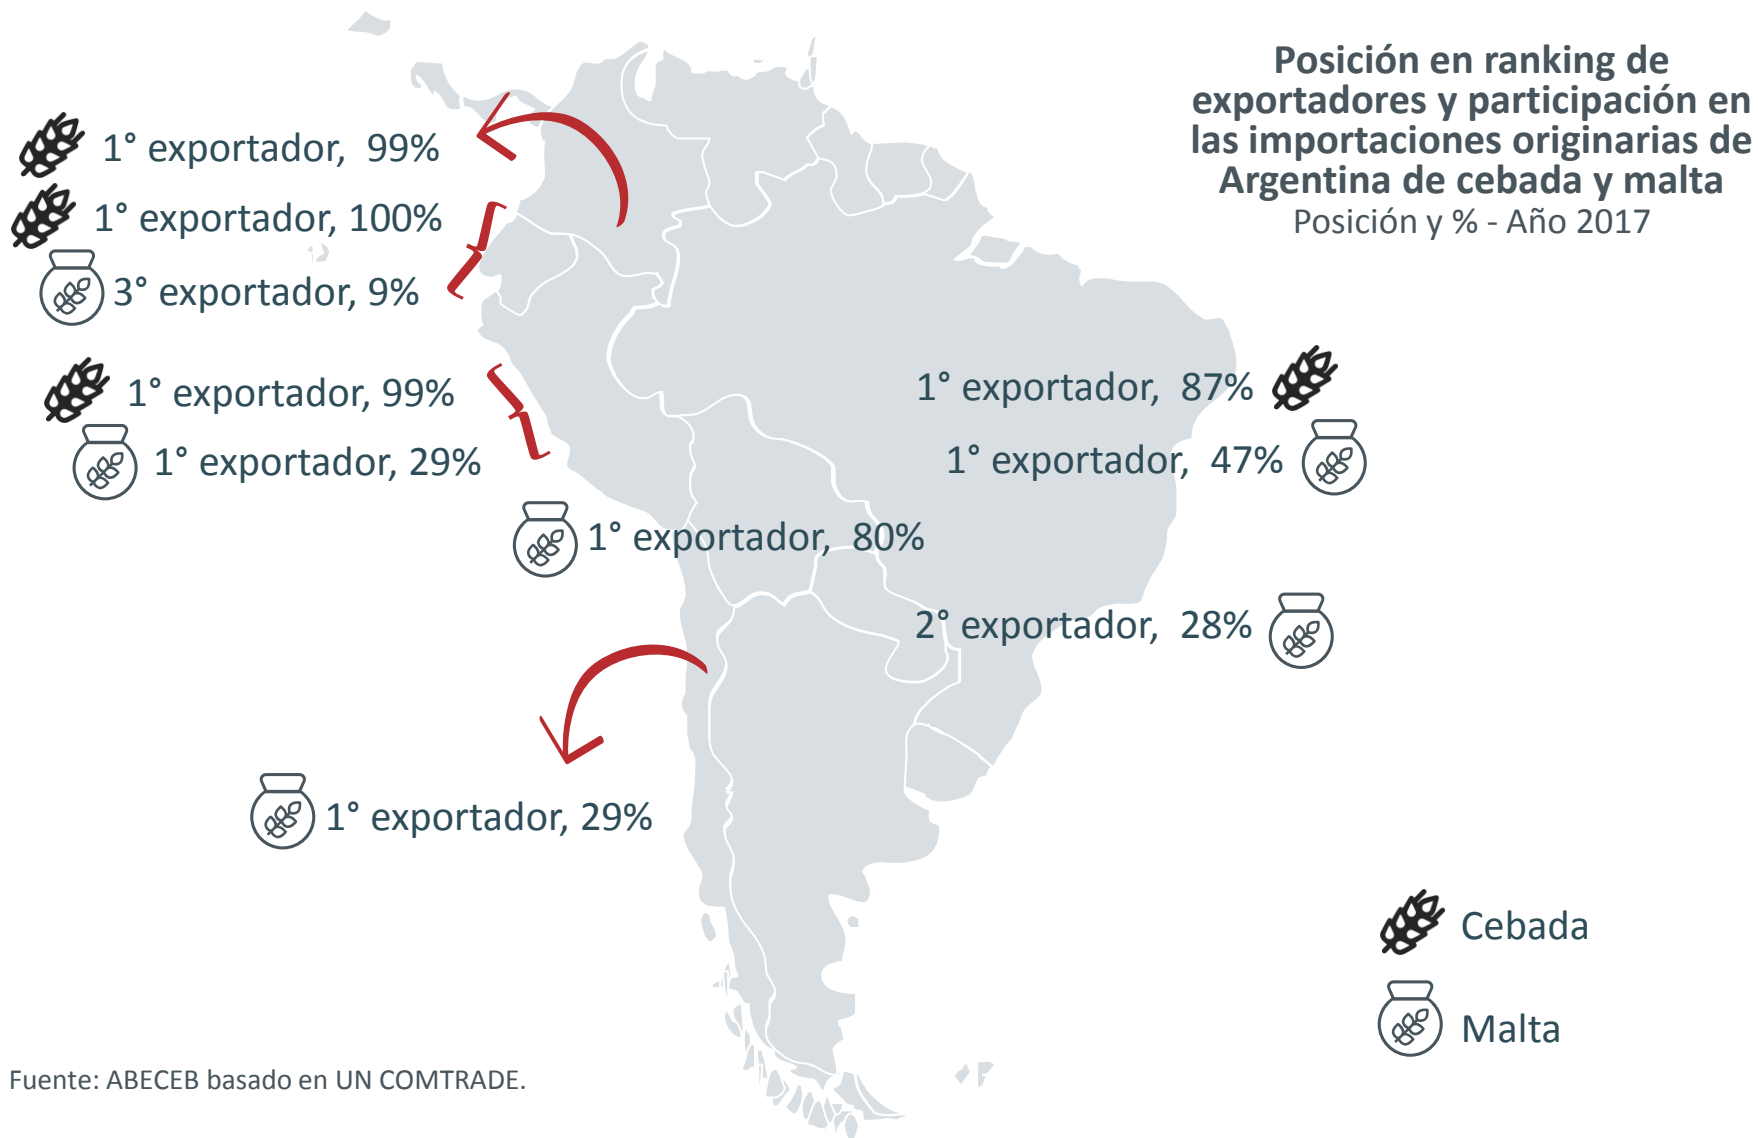 Posición en ranking de
exportadores y participación en
las importaciones originarias de
Argentina de cebada y malta
Posición y % - Año 2017
1° exportador, 99%
1° exportador, 100%
3° exportador, 9%
1° exportador, 99%
1° exportador, 29%
1° exportador, 87%
1° exportador, 47%
1° exportador, 80%
2° exportador, 28%
1° exportador, 29%
Cebada
Malta
Fuente: ABECEB basado en UN COMTRADE.